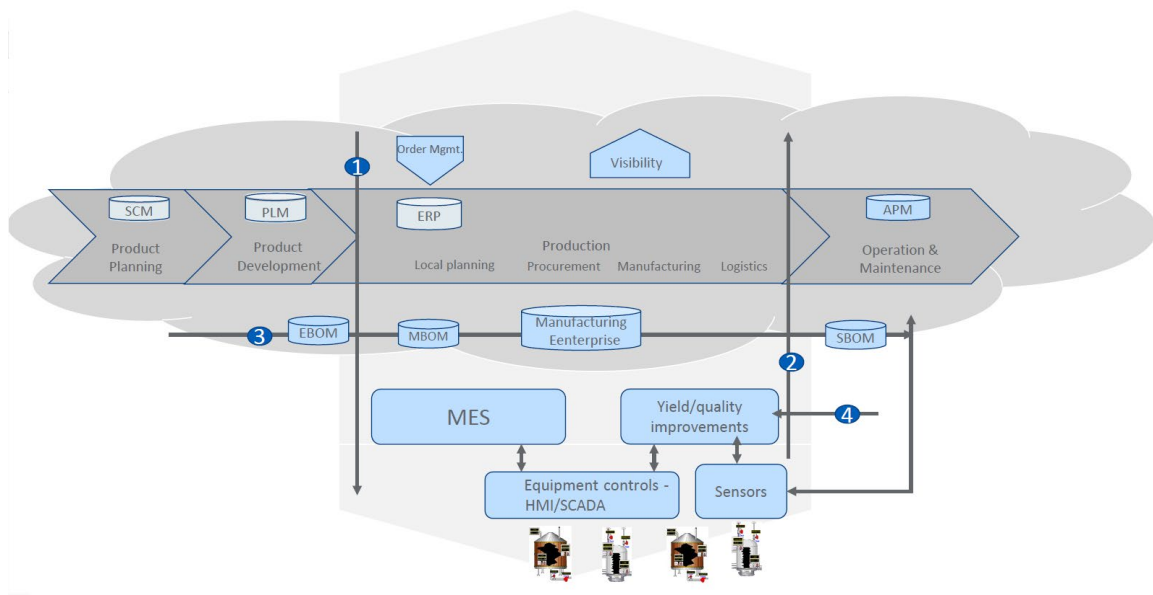 1
Order Mgmt.
Visibility
SCM
PLM
ERP
APM
Product
Planning
Product
Development
Production
Local planning
Procurement
Manufacturing
Logistics
Operation &
Maintenance
3
EBOM
MBOM
Manufacturing
Eenterprise
2
SBOM
MES
Yield/quality
improvements
4
Equipment controls -
HMI/SCADA
Sensors